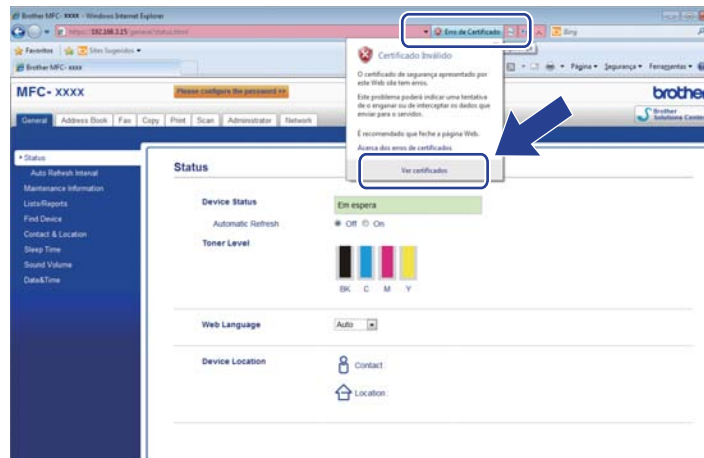 Brother MFC- XXXX - Windows Internet Explorer
Erro de Certificado
Bing
Favoritos
Sites Sugeridos
Brother MFC- XXXX
Página
Segurança
Ferramentas
Certificado Inválido
O certificado de segurança apresentado por
este Web site tem erros.
Este problema poderá indicar uma tentativa
de o enganar ou de interceptar os dados que
enviar para o servidor.
É recomendado que feche a página Web.
Acerca dos erros de certificados
Ver certificados
MFC- XXXX
Please configure the password >>
brothe
Brother
Solutions Cente
General
Address Book
Fax
Copy
Print
Scan
Administrator
Network
Status
Auto Refresh Interval
Maintenance Information
Lists/Reports
Find Device
Contact & Location
Sleep Time
Sound Volume
Date&Time
Status
Device Status
Em espera
Automatic Refresh
Off
On
Toner Level
BK C M Y
Web Language
Auto
Device Location
Contact :
Location :